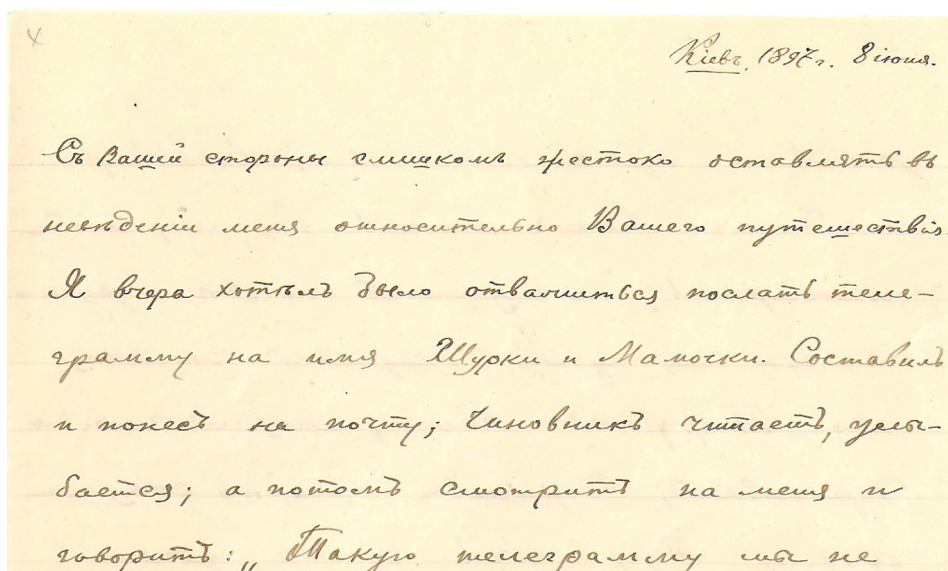 Кіевъ, 1897 г. 8 іюня.
Съ Вашей стороны слишкомъ жестоко оставлять въ
невѣденіи меня относительно Вашего путешествія.
Я вчера хотѣлъ было отважиться послать теле-
грамму на имя Шурки и Мамочки. Составилъ
и понесъ на почту; Чиновникъ читаетъ, улы-
бается; а потомъ смотритъ на меня и
говоритъ: „Такую телеграмму мы не